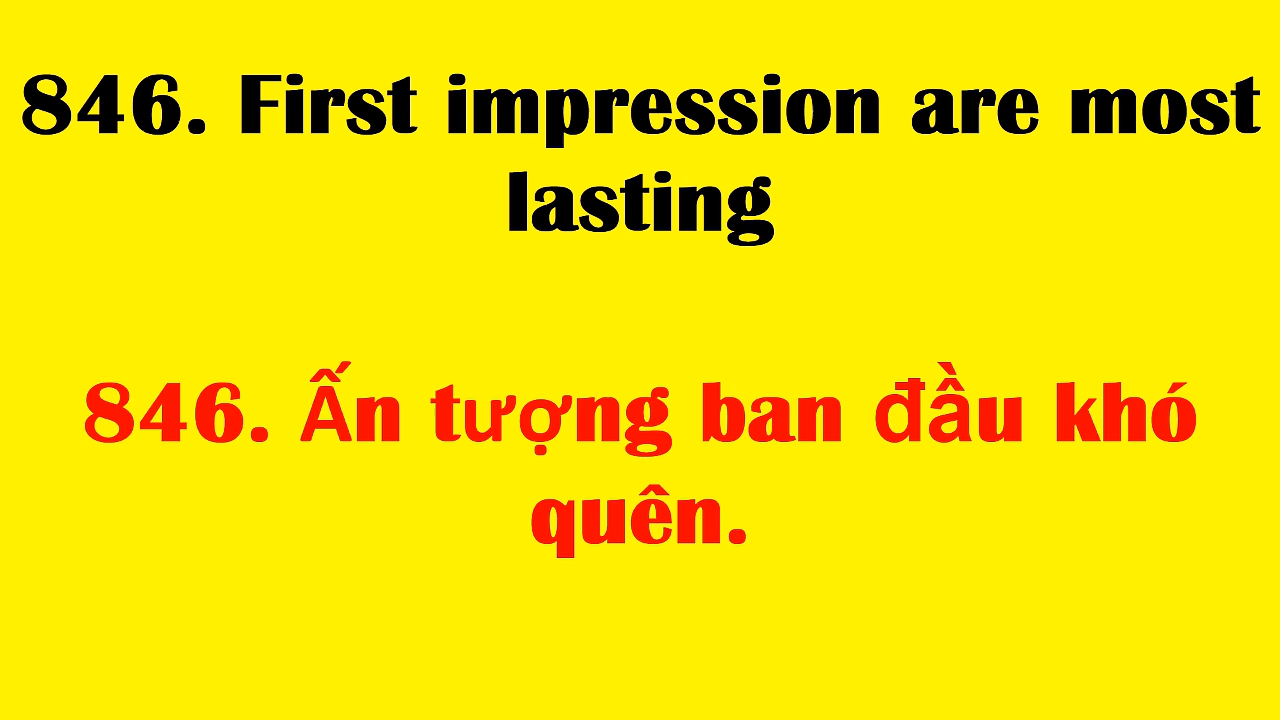 846. First impression are most
lasting
846. Ấn tượng ban đầu khó
quên.